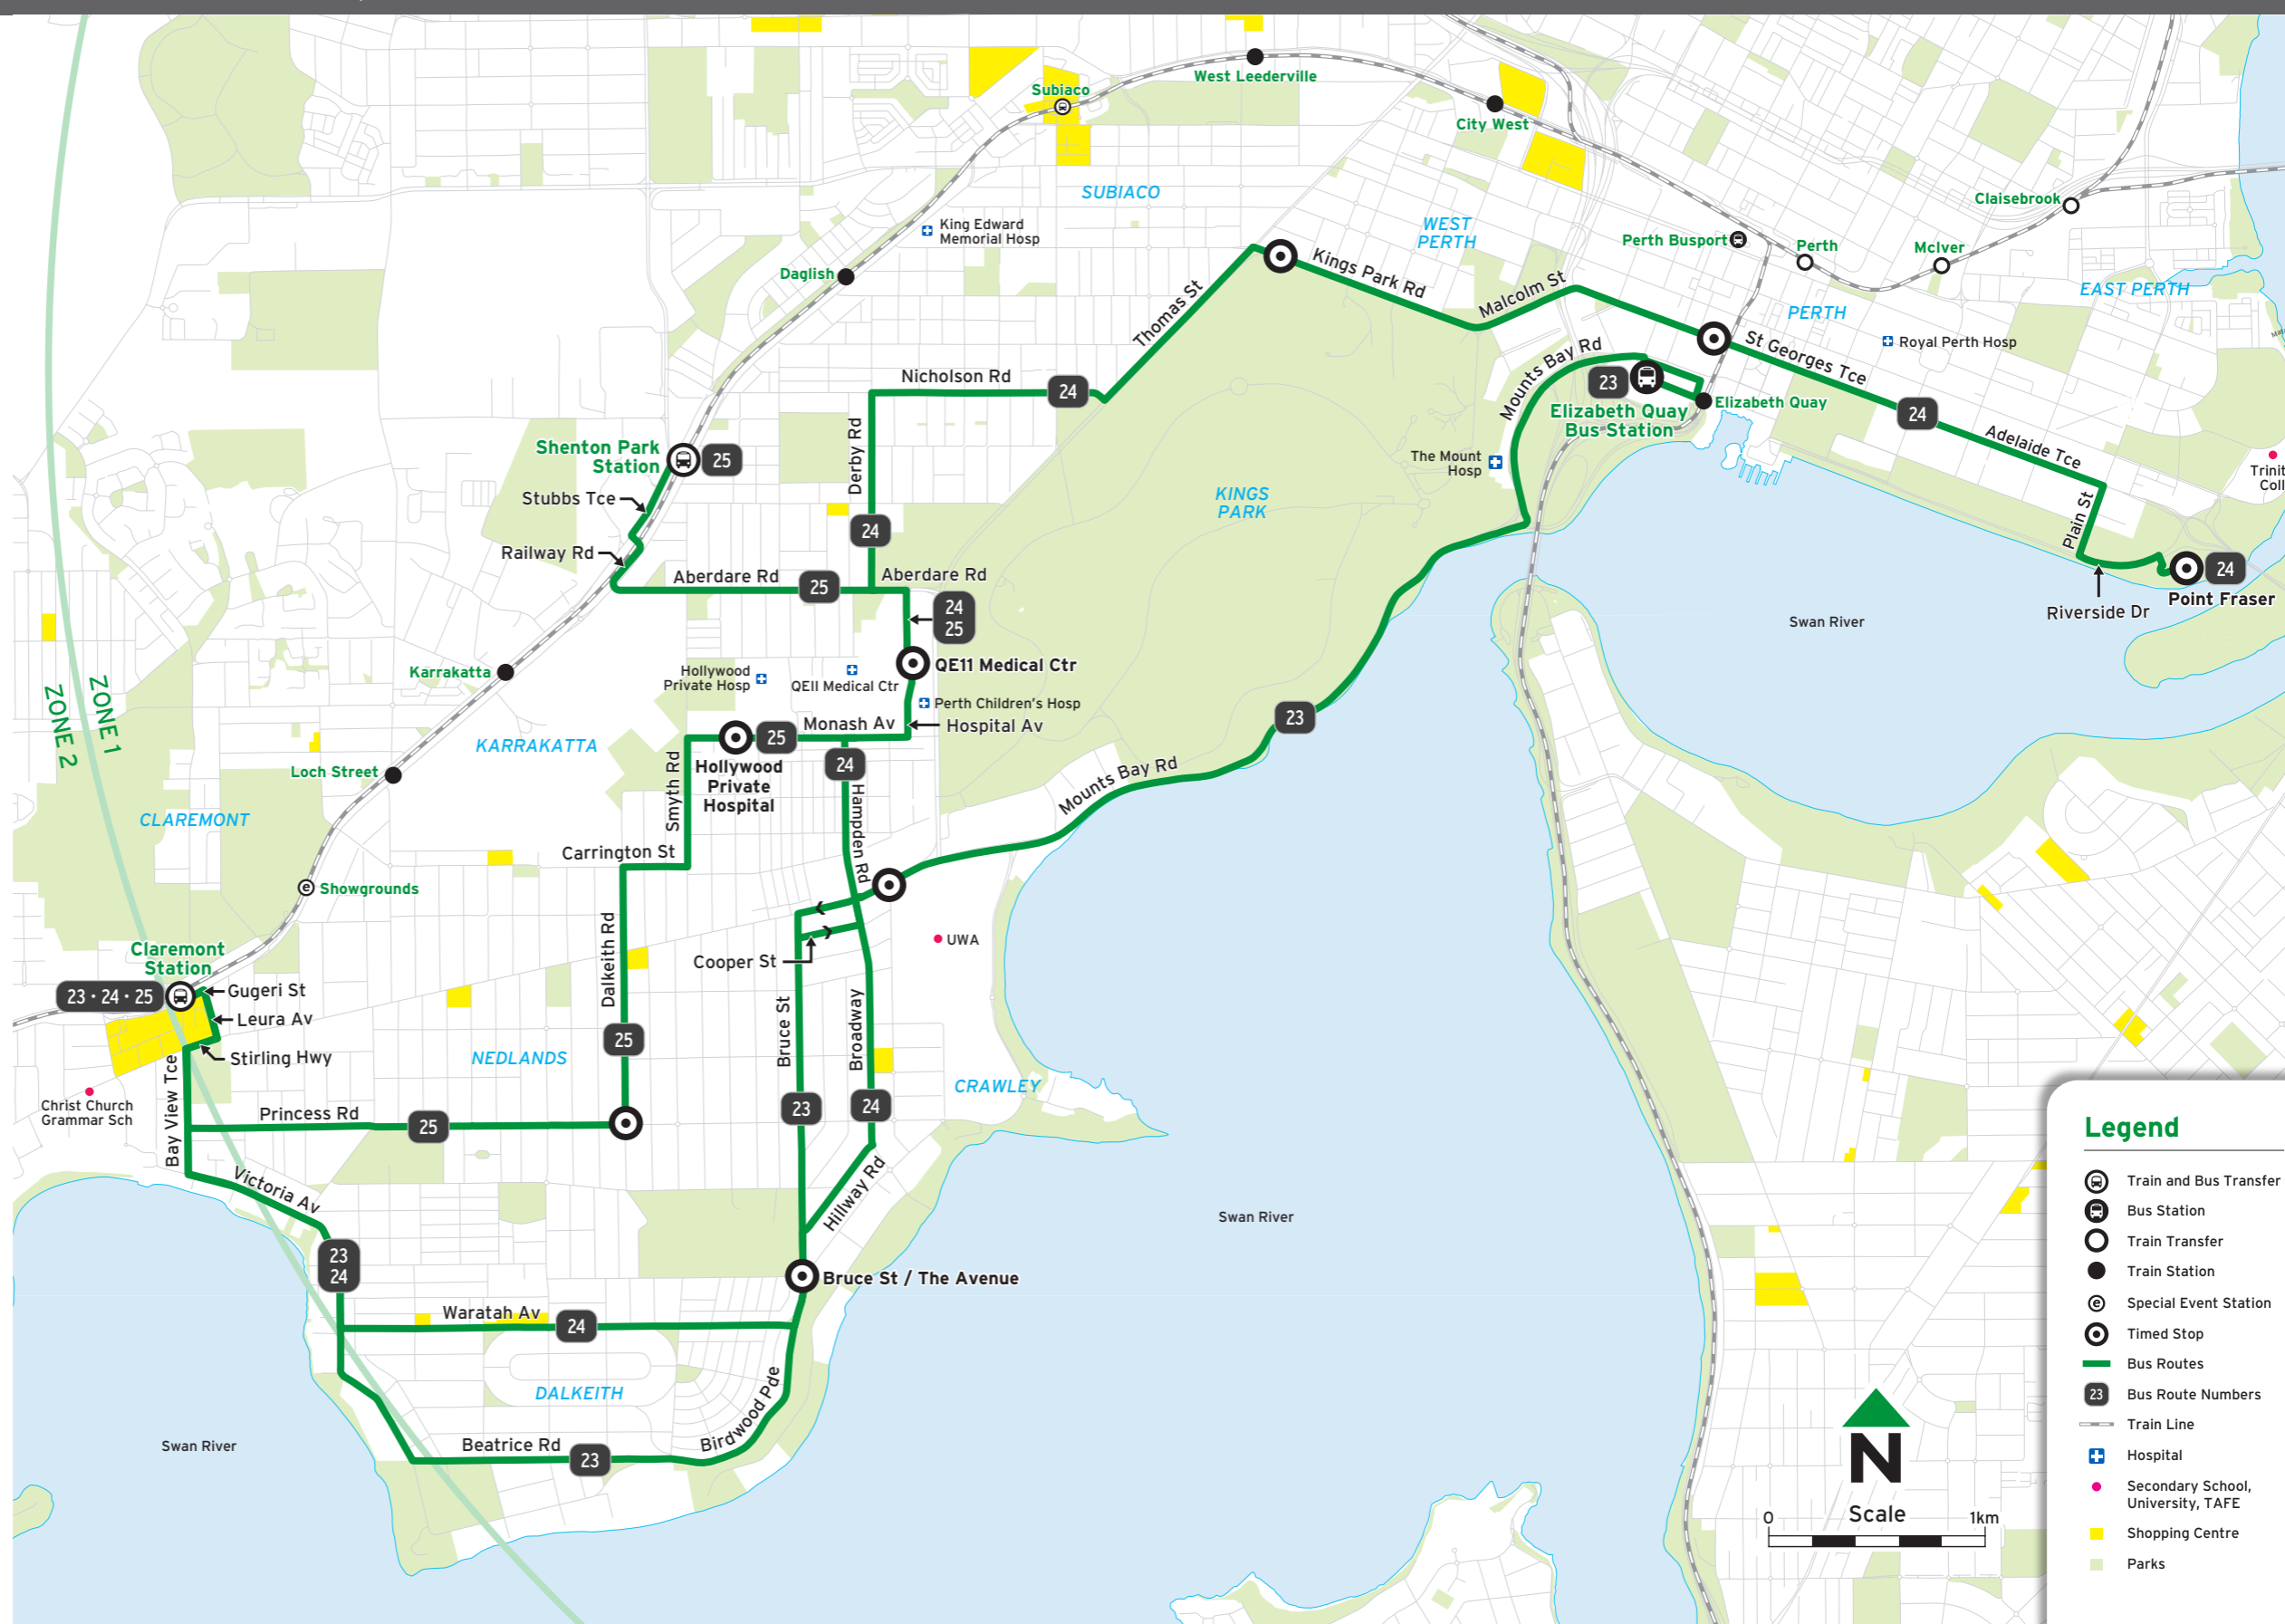 West Leederville
Subiaco
City West
SUBIACO
Claisebrook
King Edward
Memorial Hosp
WEST
PERTH
Perth Busport
Perth
McIver
Daglish
Kings Park Rd
Malcolm St
EAST PERTH
PERTH
Thomas St
Royal Perth Hosp
St Georges Tce
Mounts Bay Rd
Nicholson Rd
24
23
Elizabeth Quay
Elizabeth Quay
Bus Station
24
Derby Rd
Adelaide Tce
Shenton Park
Station
25
The Mount
Hosp
Trinit
Coll
Stubbs Tce
KINGS
PARK
Plain St
24
Railway Rd
Aberdare Rd
25
Aberdare Rd
24
Point Fraser
Riverside Dr
24
25
Swan River
Karrakatta
Hollywood
Private Hosp
QEII Medical Ctr
QE11 Medical Ctr
Perth Children's Hosp
ZONE 2
ZONE 1
Monash Av
Hospital Av
23
25
KARRAKATTA
Loch Street
Smyth Rd
Hollywood
Private
Hospital
24
Hampden Rd
Mounts Bay Rd
CLAREMONT
Carrington St
Showgrounds
Dalkeith Rd
UWA
Claremont
Station
Cooper St
23 · 24 · 25
Gugeri St
Leura Av
Stirling Hwy
Bruce St
Broadway
25
NEDLANDS
Bay View Tce
CRAWLEY
Christ Church
Grammar Sch
Princess Rd
25
23
24
Victoria Av
Hillway Rd
Swan River
23
24
Bruce St / The Avenue
Waratah Av
24
DALKEITH
Birdwood Pde
Beatrice Rd
23
Swan River
Legend
Train and Bus Transfer
Bus Station
Train Transfer
Train Station
e
Special Event Station
Timed Stop
Bus Routes
23
Bus Route Numbers
Train Line
Hospital
Secondary School,
University, TAFE
Shopping Centre
Parks
N
Scale
0
1km